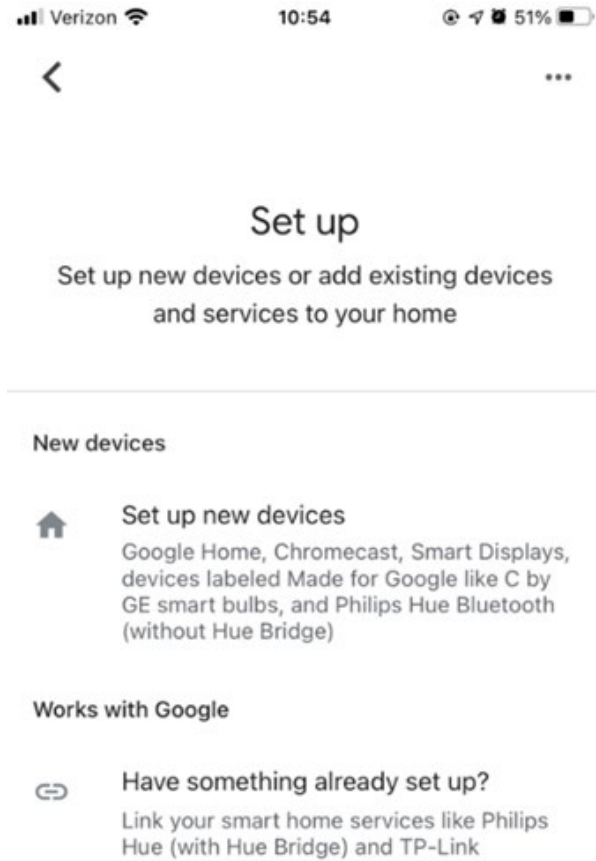 Verizon 10:54 51%
Set up
Set up new devices or add existing devices
and services to your home
New devices
Set up new devices
Google Home, Chromecast, Smart Displays,
devices labeled Made for Google like C by
GE smart bulbs, and Philips Hue Bluetooth
(without Hue Bridge)
Works with Google
Have something already set up?
Link your smart home services like Philips
Hue (with Hue Bridge) and TP-Link